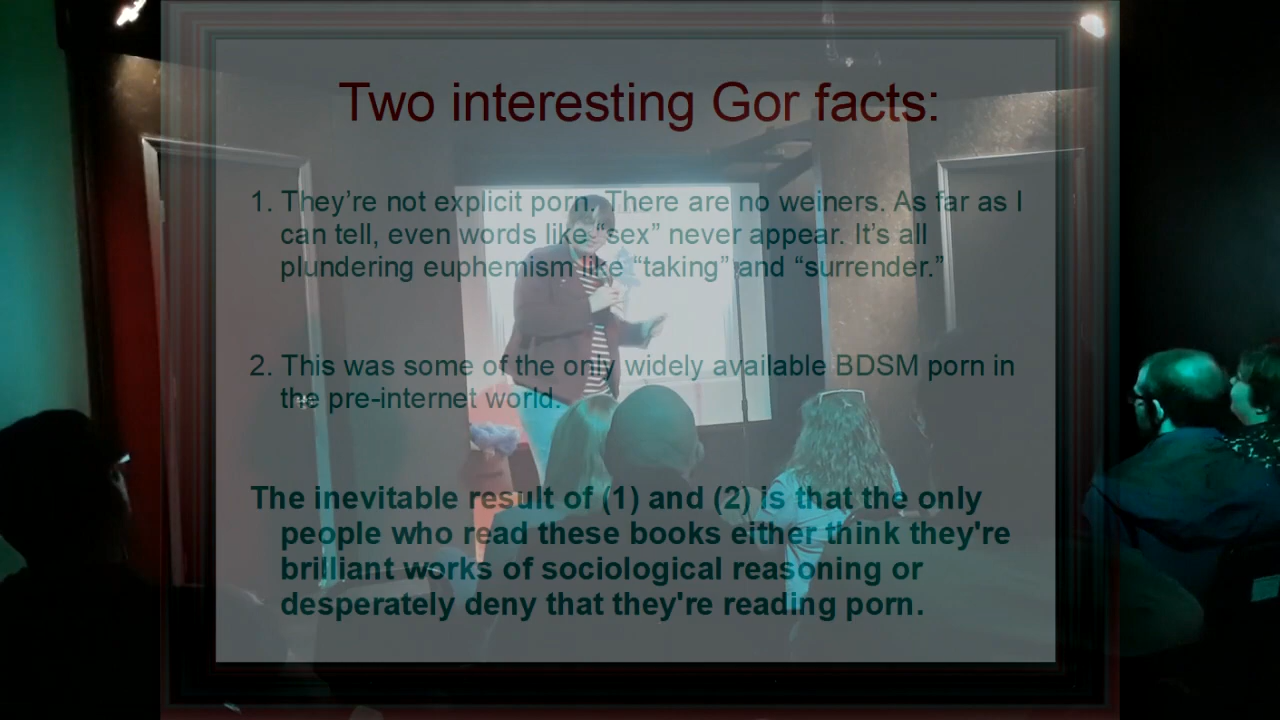 Two interesting Gor facts:
1. They’re not explicit porn. There are no weiners. As far as I
can tell, even words like “sex” never appear. It’s all
plundering euphemism like “taking” and “surrender.”
2. This was some of the only widely available BDSM porn in
the pre-internet world.
The inevitable result of (1) and (2) is that the only
people who read these books either think they're
brilliant works of sociological reasoning or
desperately deny that they're reading porn.